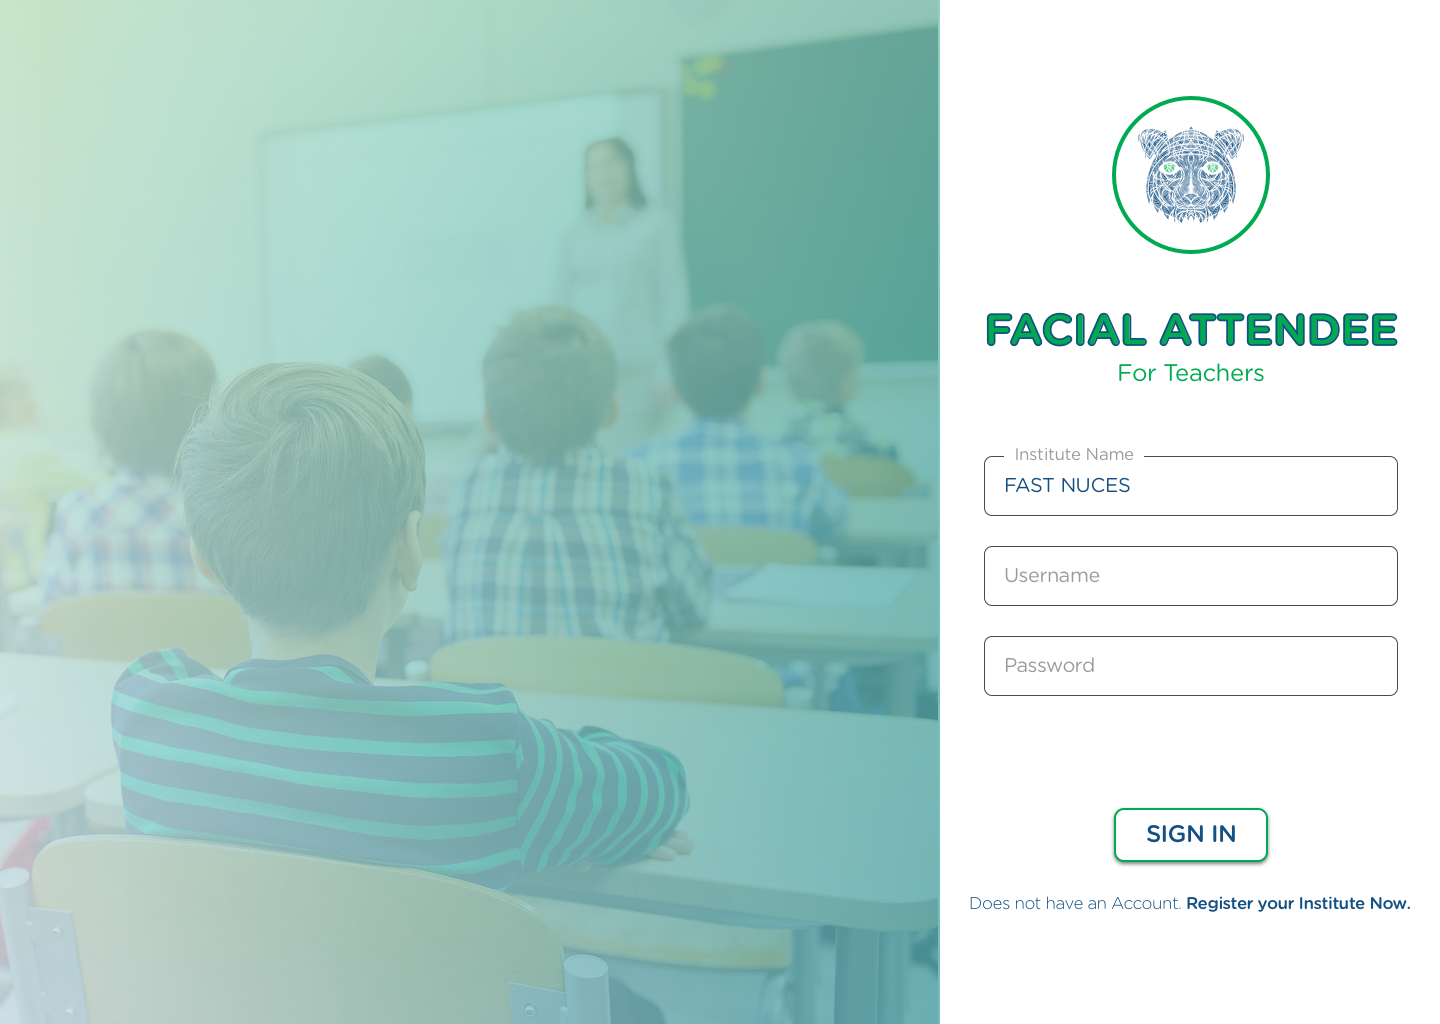 FACIAL ATTENDEE
For Teachers
Institute Name
FAST NUCES
Username
Password
SIGN IN
Does not have an Account. Register your Institute Now.